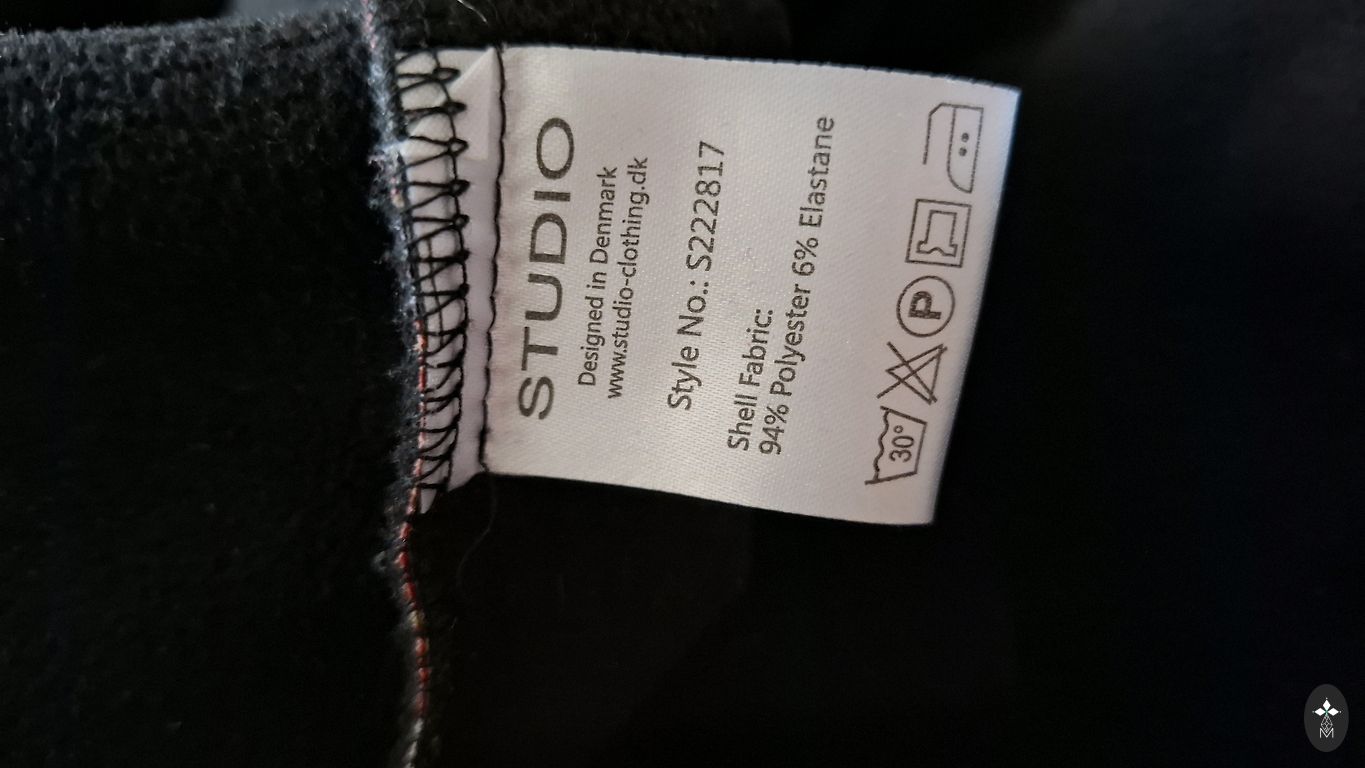 STUDIO
Designed in Denmark
www.studio-clothing.dk
Style No.: S222817
Shell Fabric:
94% Polyester 6% Elastane
30°
P
M